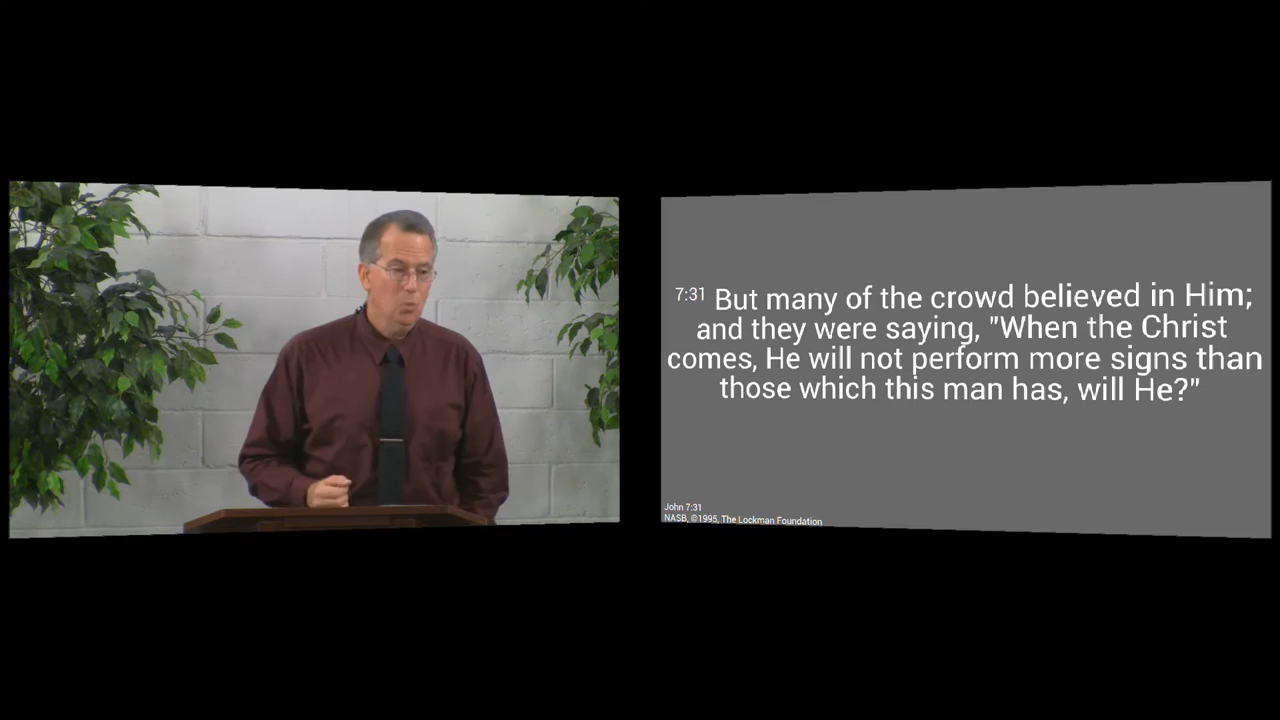 7:31 But many of the crowd believed in Him;
and they were saying, "When the Christ
comes, He will not perform more signs than
those which this man has, will He?"
John 7:31
NASB, ©1995, The Lockman Foundation